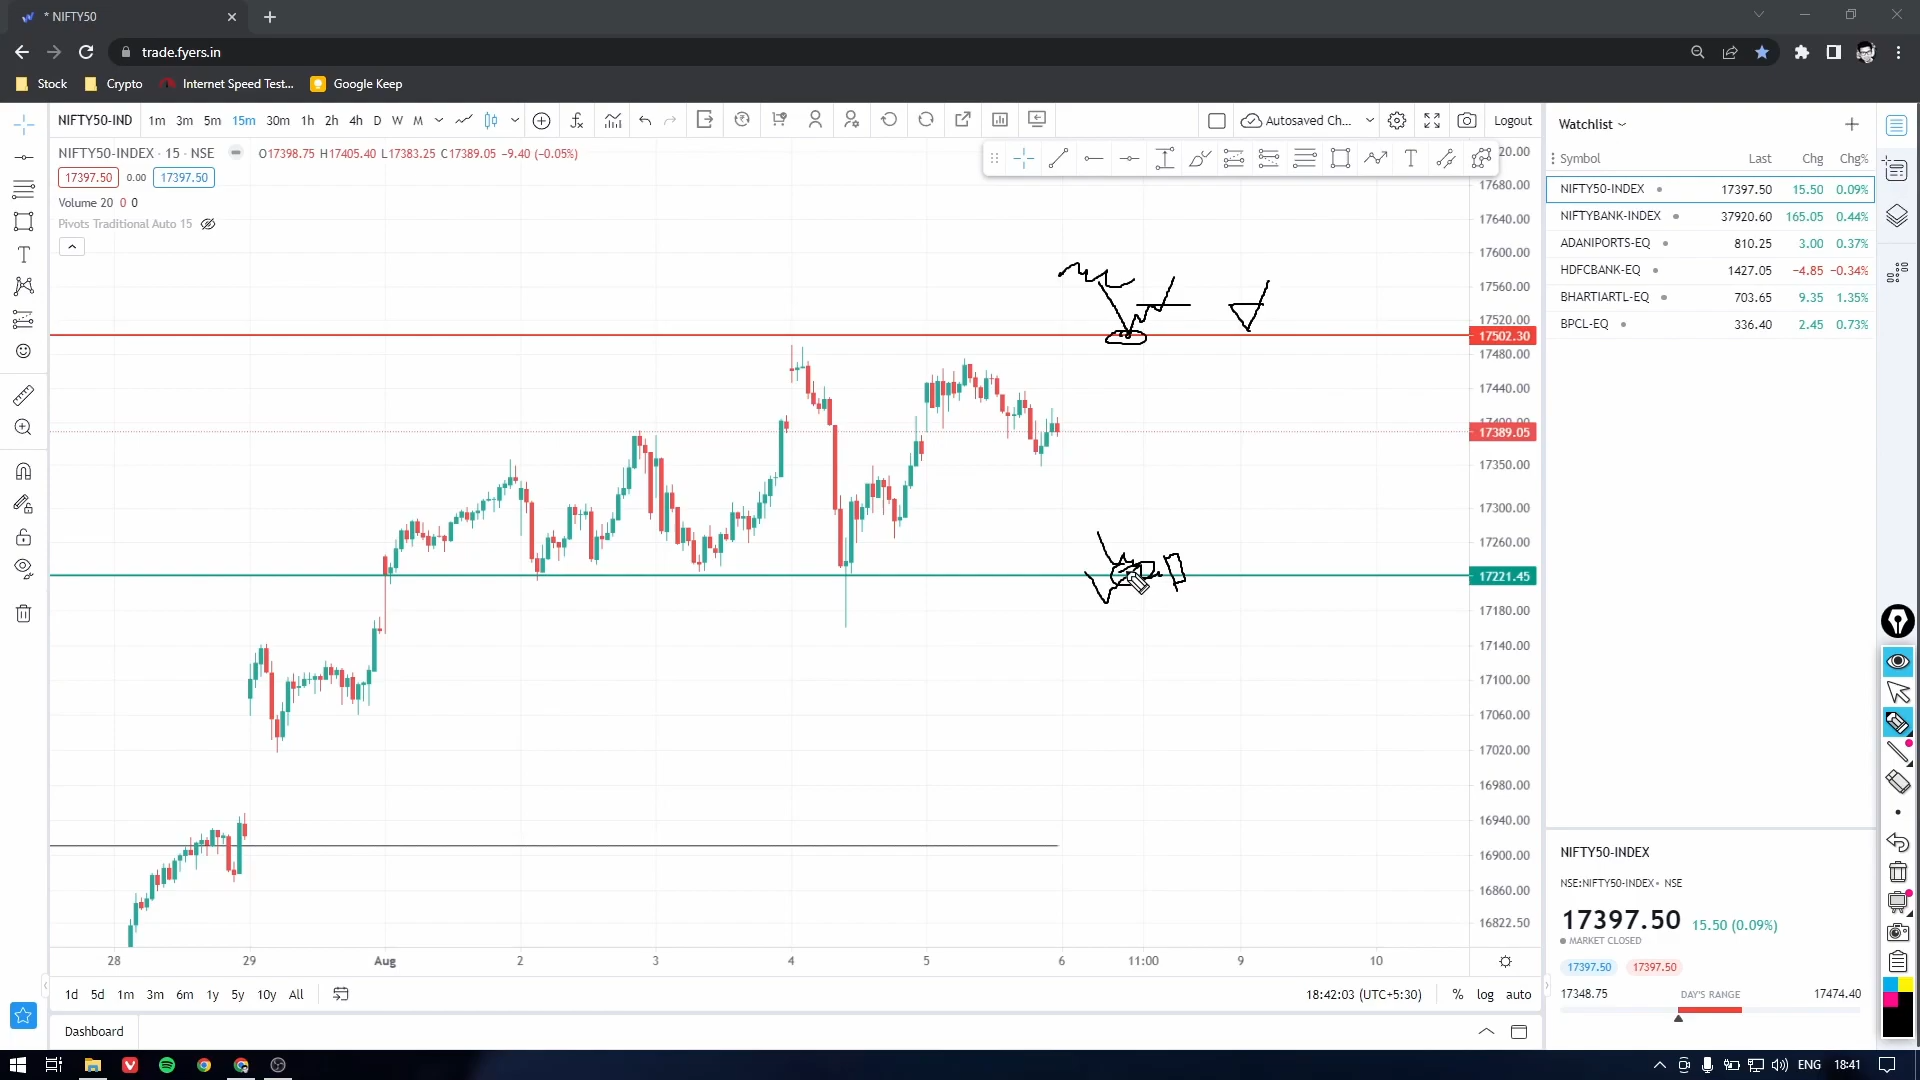 * NIFTY50
trade.fyers.in
Stock Crypto Internet Speed Test... Google Keep
NIFTY50-IND 1m 3m 5m 15m 30m 1h 2h 4h D W M Autosaved Ch... Logout
NIFTY50-INDEX · 15 · NSE O17398.75 H17405.40 L17383.25 C17389.05 −9.40 (−0.05%)
17397.50 0.00 17397.50
Volume 20 0 0
Pivots Traditional Auto 15
20.00
17680.00
17640.00
17600.00
17560.00
17520.00
17502.30
17480.00
17440.00
17400.00
17389.05
17350.00
17300.00
17260.00
17221.45
17180.00
17140.00
17100.00
17060.00
17020.00
16980.00
16940.00
16900.00
16860.00
16822.50
28 29 Aug 2 3 4 5 6 11:00 9 10
1d 5d 1m 3m 6m 1y 5y 10y All 18:42:03 (UTC+5:30) % log auto
Dashboard
Watchlist
Symbol Last Chg Chg%
NIFTY50-INDEX 17397.50 15.50 0.09%
NIFTYBANK-INDEX 37920.60 165.05 0.44%
ADANIPORTS-EQ 810.25 3.00 0.37%
HDFCBANK-EQ 1427.05 −4.85 −0.34%
BHARTIARTL-EQ 703.65 9.35 1.35%
BPCL-EQ 336.40 2.45 0.73%
NIFTY50-INDEX
NSE:NIFTY50-INDEX • NSE
17397.50 15.50 (0.09%)
MARKET CLOSED
17397.50 17397.50
17348.75 DAY'S RANGE 17474.40
ENG 18:41